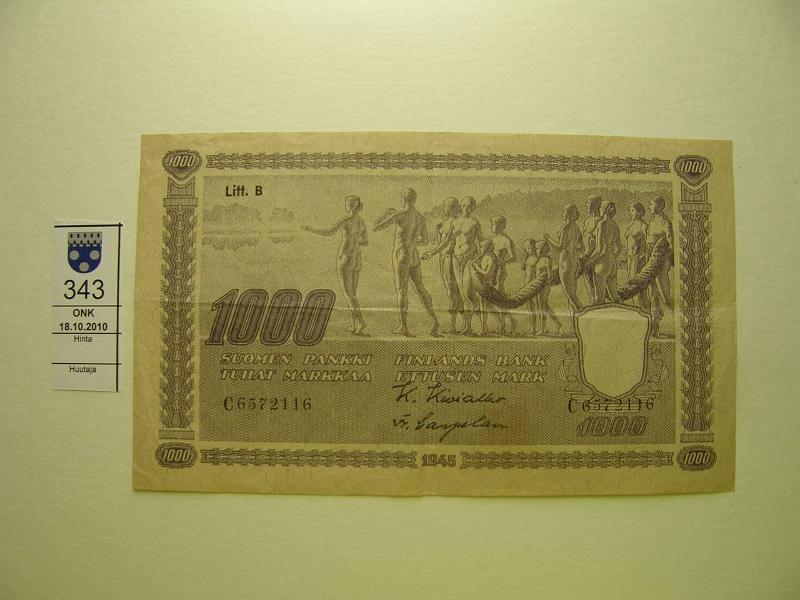 343
ONK
18.10.2010
Hinta
Huutaja
1000 1000
Litt. B
1000
SUOMEN PANKKI FINLANDS BANK
TUHAT MARKKAA ETTUSEN MARK
C6572116 C6572116
1000
1000 1945 1000